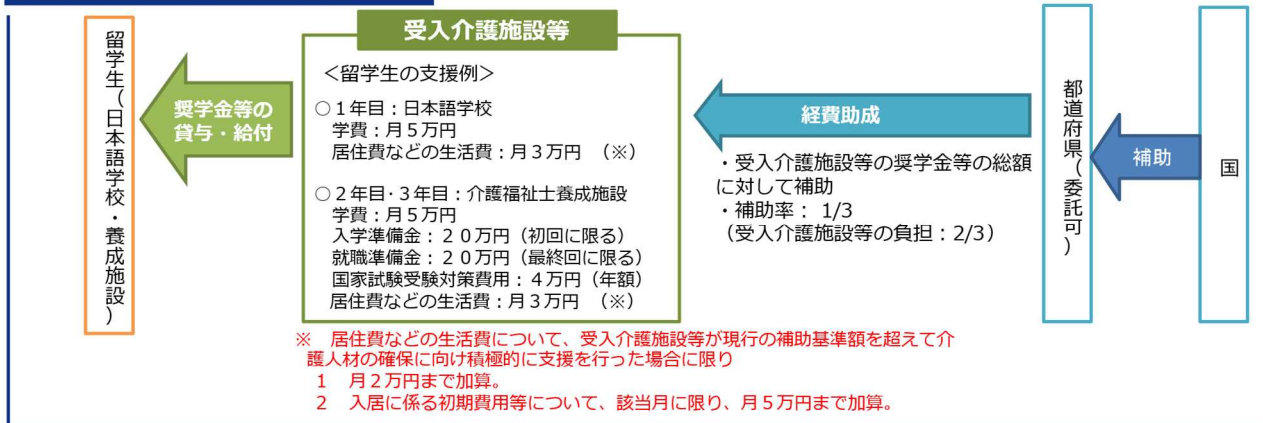 受入介護施設等
留学生(日本語学校・養成施設)
奨学金等の
貸与・給付
<留学生の支援例>
○1年目:日本語学校
学費:月5万円
居住費などの生活費:月3万円 (※)
○2年目・3年目:介護福祉士養成施設
学費:月5万円
入学準備金:20万円(初回に限る)
就職準備金:20万円(最終回に限る)
国家試験受験対策費用:4万円(年額)
居住費などの生活費:月3万円 (※)
経費助成
・受入介護施設等の奨学金等の総額
に対して補助
・補助率: 1/3
(受入介護施設等の負担:2/3)
都道府県(委託可)
補助
国
※ 居住費などの生活費について、受入介護施設等が現行の補助基準額を超えて介
護人材の確保に向け積極的に支援を行った場合に限り
1 月2万円まで加算。
2 入居に係る初期費用等について、該当月に限り、月5万円まで加算。